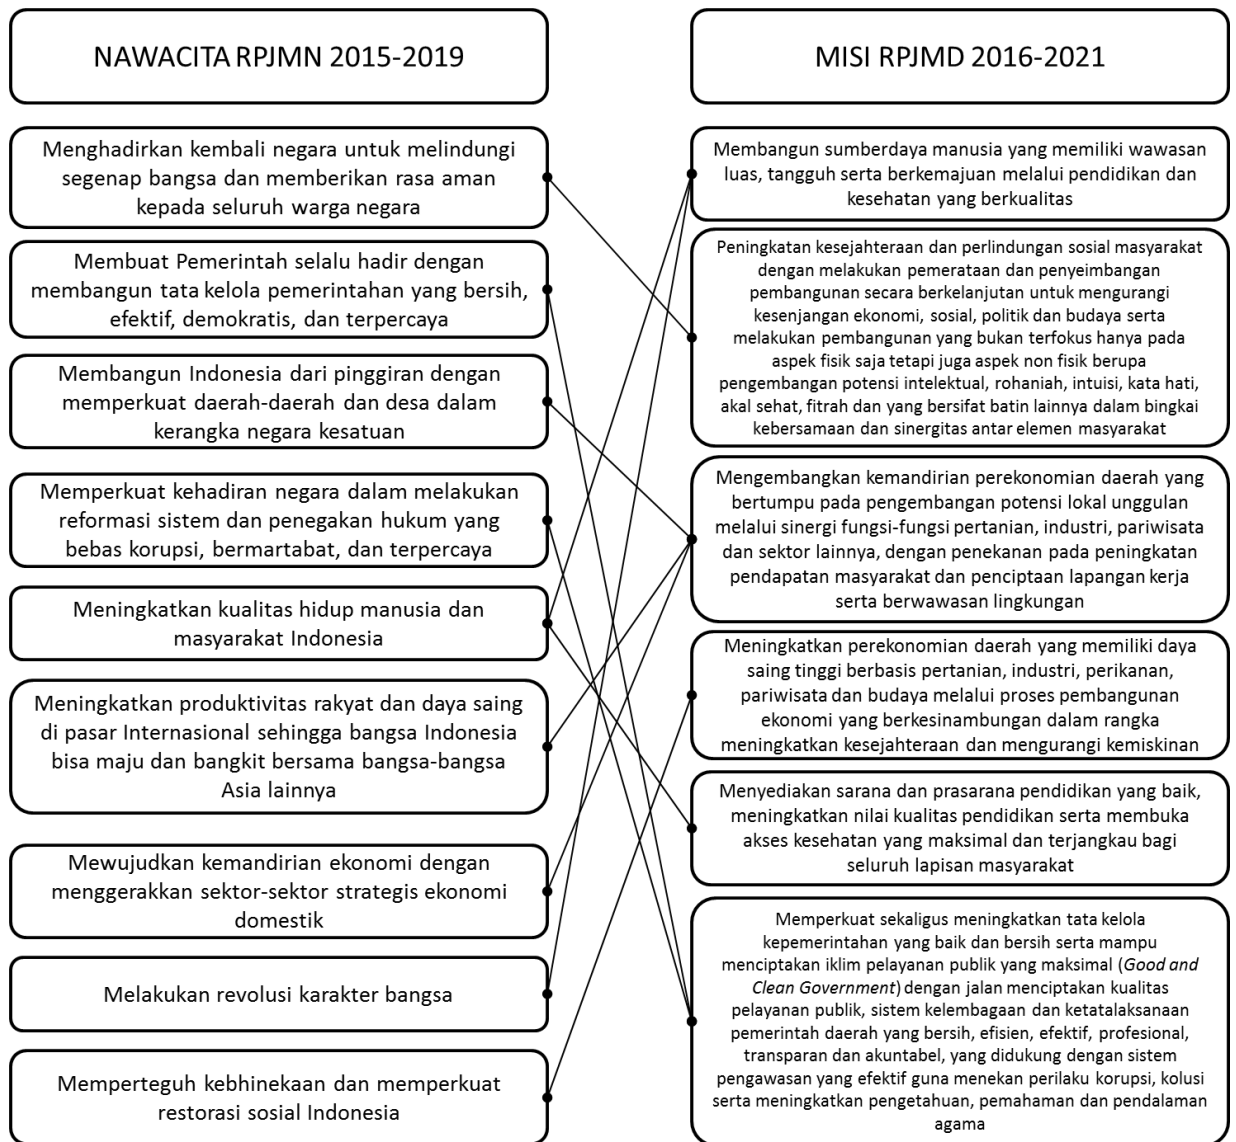 NAWACITA RPJMN 2015-2019
Menghadirkan kembali negara untuk melindungi
segenap bangsa dan memberikan rasa aman
kepada seluruh warga negara
Membuat Pemerintah selalu hadir dengan
membangun tata kelola pemerintahan yang bersih,
efektif, demokratis, dan terpercaya
Membangun Indonesia dari pinggiran dengan
memperkuat daerah-daerah dan desa dalam
kerangka negara kesatuan
Memperkuat kehadiran negara dalam melakukan
reformasi sistem dan penegakan hukum yang
bebas korupsi, bermartabat, dan terpercaya
Meningkatkan kualitas hidup manusia dan
masyarakat Indonesia
Meningkatkan produktivitas rakyat dan daya saing
di pasar Internasional sehingga bangsa Indonesia
bisa maju dan bangkit bersama bangsa-bangsa
Asia lainnya
Mewujudkan kemandirian ekonomi dengan
menggerakkan sektor-sektor strategis ekonomi
domestik
Melakukan revolusi karakter bangsa
Memperteguh kebhinekaan dan memperkuat
restorasi sosial Indonesia
MISI RPJMD 2016-2021
Membangun sumberdaya manusia yang memiliki wawasan
luas, tangguh serta berkemajuan melalui pendidikan dan
kesehatan yang berkualitas
Peningkatan kesejahteraan dan perlindungan sosial masyarakat
dengan melakukan pemerataan dan penyeimbangan
pembangunan secara berkelanjutan untuk mengurangi
kesenjangan ekonomi, sosial, politik dan budaya serta
melakukan pembangunan yang bukan terfokus hanya pada
aspek fisik saja tetapi juga aspek non fisik berupa
pengembangan potensi intelektual, rohaniah, intuisi, kata hati,
akal sehat, fitrah dan yang bersifat batin lainnya dalam bingkai
kebersamaan dan sinergitas antar elemen masyarakat
Mengembangkan kemandirian perekonomian daerah yang
bertumpu pada pengembangan potensi lokal unggulan
melalui sinergi fungsi-fungsi pertanian, industri, pariwisata
dan sektor lainnya, dengan penekanan pada peningkatan
pendapatan masyarakat dan penciptaan lapangan kerja
serta berwawasan lingkungan
Meningkatkan perekonomian daerah yang memiliki daya
saing tinggi berbasis pertanian, industri, perikanan,
pariwisata dan budaya melalui proses pembangunan
ekonomi yang berkesinambungan dalam rangka
meningkatkan kesejahteraan dan mengurangi kemiskinan
Menyediakan sarana dan prasarana pendidikan yang baik,
meningkatkan nilai kualitas pendidikan serta membuka
akses kesehatan yang maksimal dan terjangkau bagi
seluruh lapisan masyarakat
Memperkuat sekaligus meningkatkan tata kelola
kepemerintahan yang baik dan bersih serta mampu
menciptakan iklim pelayanan publik yang maksimal (Good and
Clean Government) dengan jalan menciptakan kualitas
pelayanan publik, sistem kelembagaan dan ketatalaksanaan
pemerintah daerah yang bersih, efisien, efektif, profesional,
transparan dan akuntabel, yang didukung dengan sistem
pengawasan yang efektif guna menekan perilaku korupsi, kolusi
serta meningkatkan pengetahuan, pemahaman dan pendalaman
agama